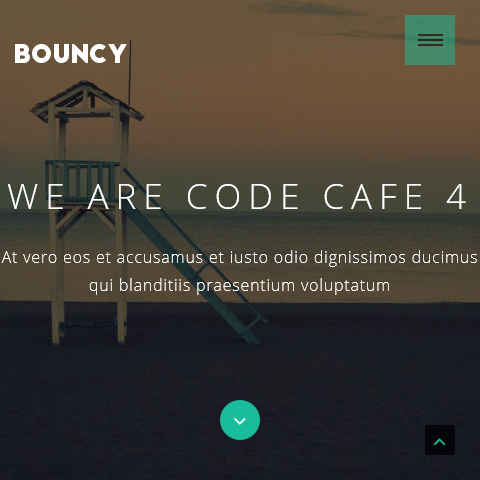 BOUNCY
WE ARE CODE CAFE 4
At vero eos et accusamus et iusto odio dignissimos ducimus
qui blanditiis praesentium voluptatum